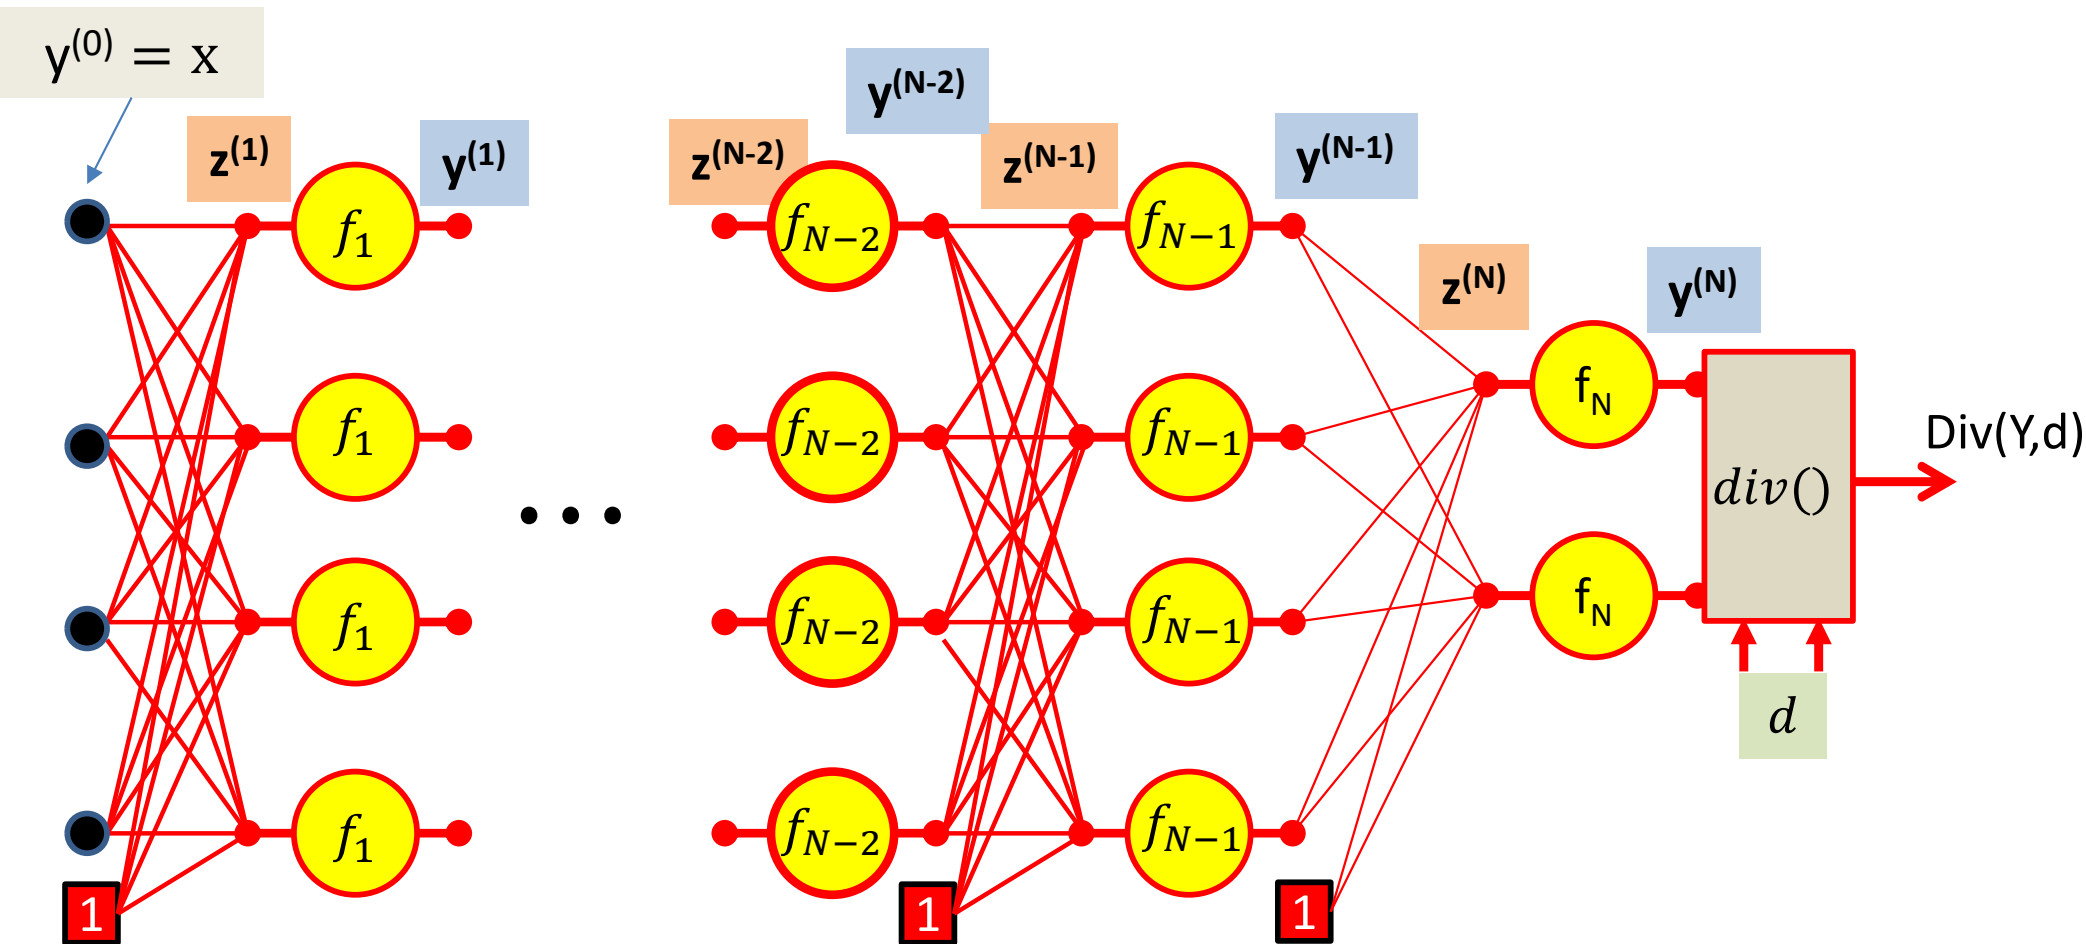 y(0) = x
z(1)
y(1)
z(N-2)
y(N-2)
z(N-1)
y(N-1)
z(N)
y(N)
f1
f1
f1
f1
...
fN−2
fN−2
fN−2
fN−2
fN−1
fN−1
fN−1
fN−1
fN
fN
div()
Div(Y,d)
d
1
1
1